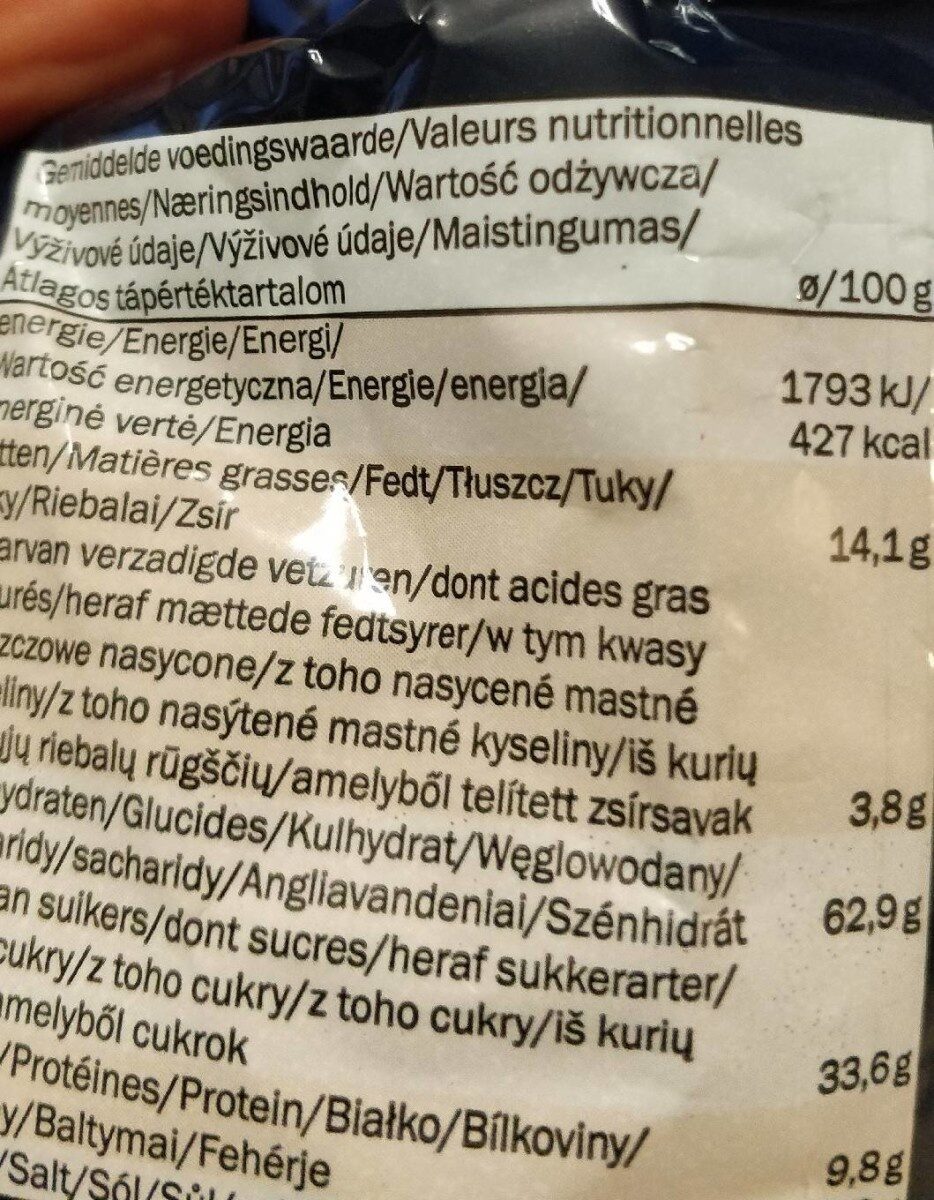 Gemiddelde voedingswaarde/Valeurs nutritionnelles
moyennes/Næringsindhold/Wartość odżywcza/
Výživové údaje/Výživové údaje/Maistingumas/
Átlagos tápértéktartalom ø/100 g
energie/Energie/Energi/
Wartość energetyczna/Energie/energia/ 1793 kJ/
nerginė vertė/Energia 427 kcal
tten/Matières grasses/Fedt/Tłuszcz/Tuky/
ky/Riebalai/Zsír 14,1 g
arvan verzadigde vetzuren/dont acides gras
urés/heraf mættede fedtsyrer/w tym kwasy
zczowe nasycone/z toho nasycené mastné
liny/z toho nasýtené mastné kyseliny/iš kurių
ųjų riebalų rūgščių/amelyből telített zsírsavak 3,8 g
ydraten/Glucides/Kulhydrat/Węglowodany/
aridy/sacharidy/Angliavandeniai/Szénhidrát 62,9 g
an suikers/dont sucres/heraf sukkerarter/
cukry/z toho cukry/z toho cukry/iš kurių
amelyből cukrok 33,6 g
/Protéines/Protein/Białko/Bílkoviny/
y/Baltymai/Fehérje 9,8 g
/Salt/Sól/Sůl/